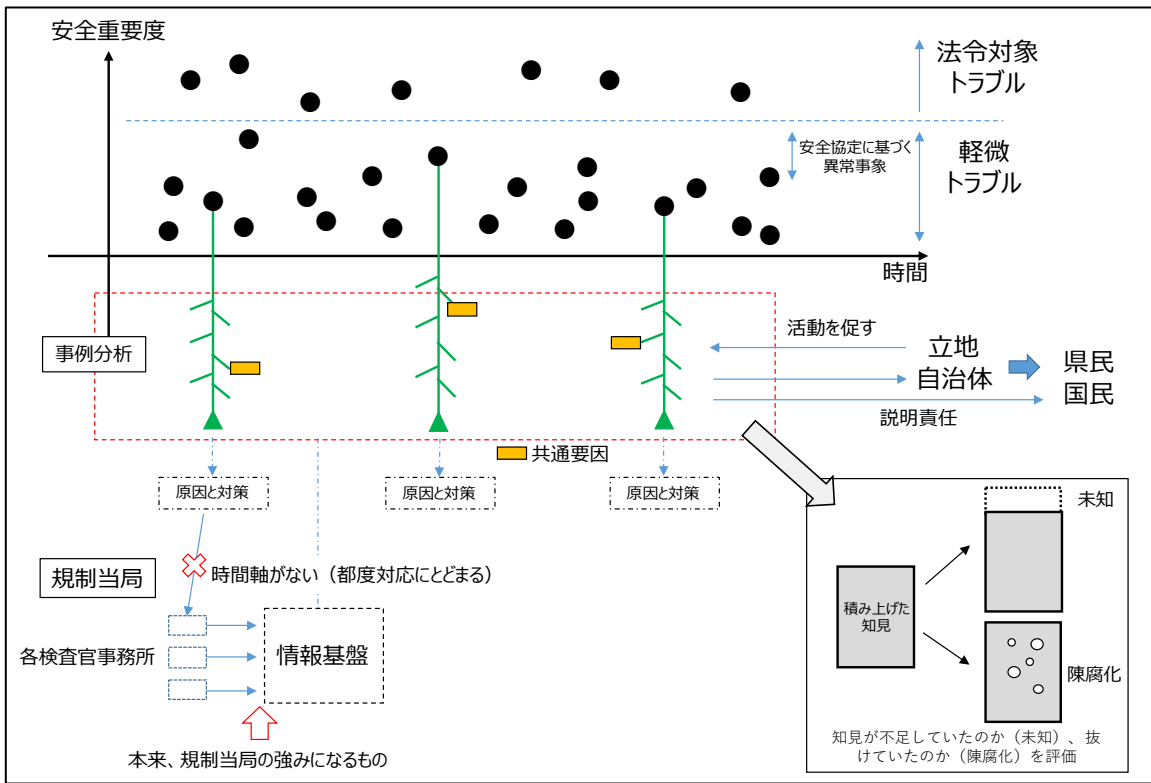 安全重要度
法令対象
トラブル
安全協定に基づく
異常事象
軽微
トラブル
時間
事例分析
活動を促す
立地
自治体
県民
国民
説明責任
共通要因
原因と対策
原因と対策
原因と対策
未知
規制当局
時間軸がない（都度対応にとどまる）
積み上げた
知見
各検査官事務所
情報基盤
陳腐化
本来、規制当局の強みになるもの
知見が不足していたのか（未知）、抜
けていたのか（陳腐化）を評価